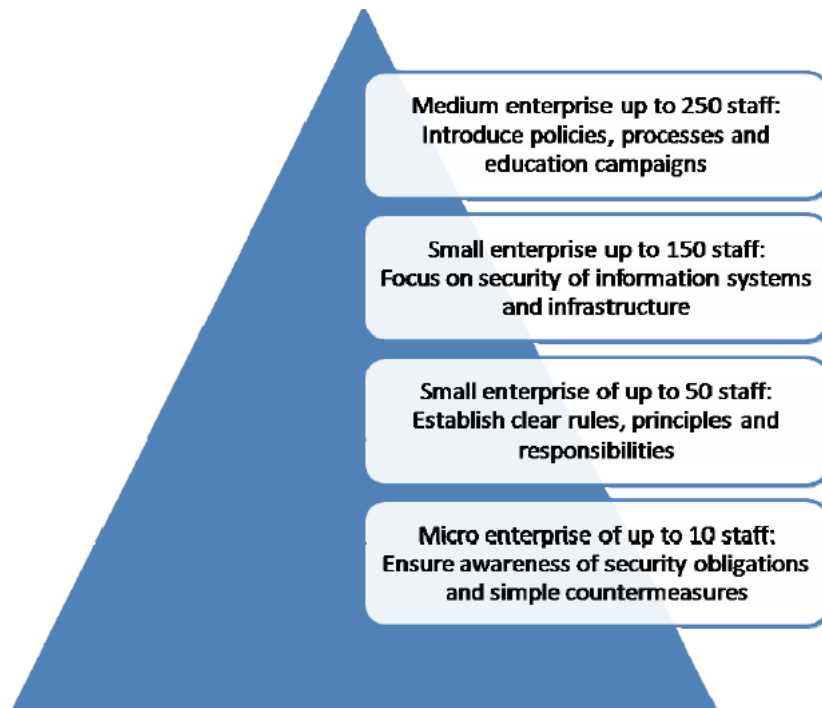 Medium enterprise up to 250 staff:
Introduce policies, processes and
education campaigns
Small enterprise up to 150 staff:
Focus on security of information systems
and infrastructure
Small enterprise of up to 50 staff:
Establish clear rules, principles and
responsibilities
Micro enterprise of up to 10 staff:
Ensure awareness of security obligations
and simple countermeasures